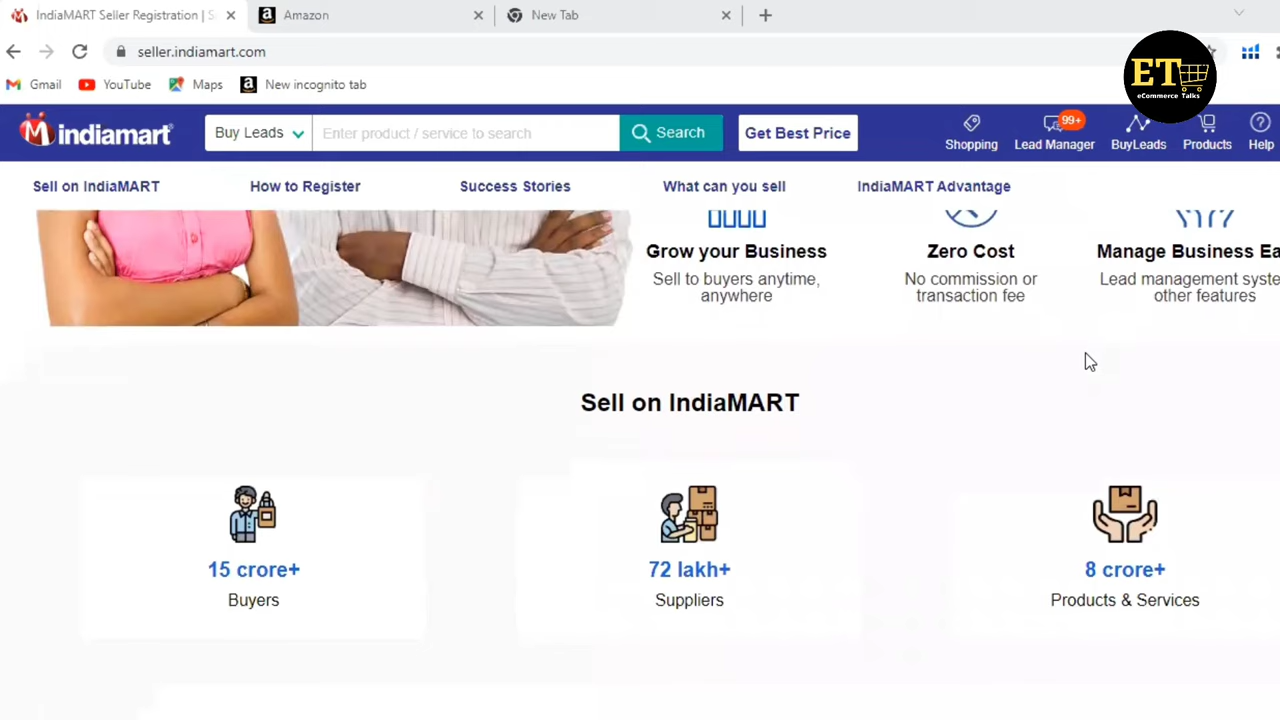 IndiaMART Seller Registration | S
Amazon
New Tab
seller.indiamart.com
Gmail
YouTube
Maps
New incognito tab
ET
eCommerce Talks
indiamart
Buy Leads
Enter product / service to search
Search
Get Best Price
Shopping
99+
Lead Manager
BuyLeads
Products
Help
Sell on IndiaMART
How to Register
Success Stories
What can you sell
IndiaMART Advantage
Grow your Business
Sell to buyers anytime,
anywhere
Zero Cost
No commission or
transaction fee
Manage Business Ea
Lead management syste
other features
Sell on IndiaMART
15 crore+
Buyers
72 lakh+
Suppliers
8 crore+
Products & Services